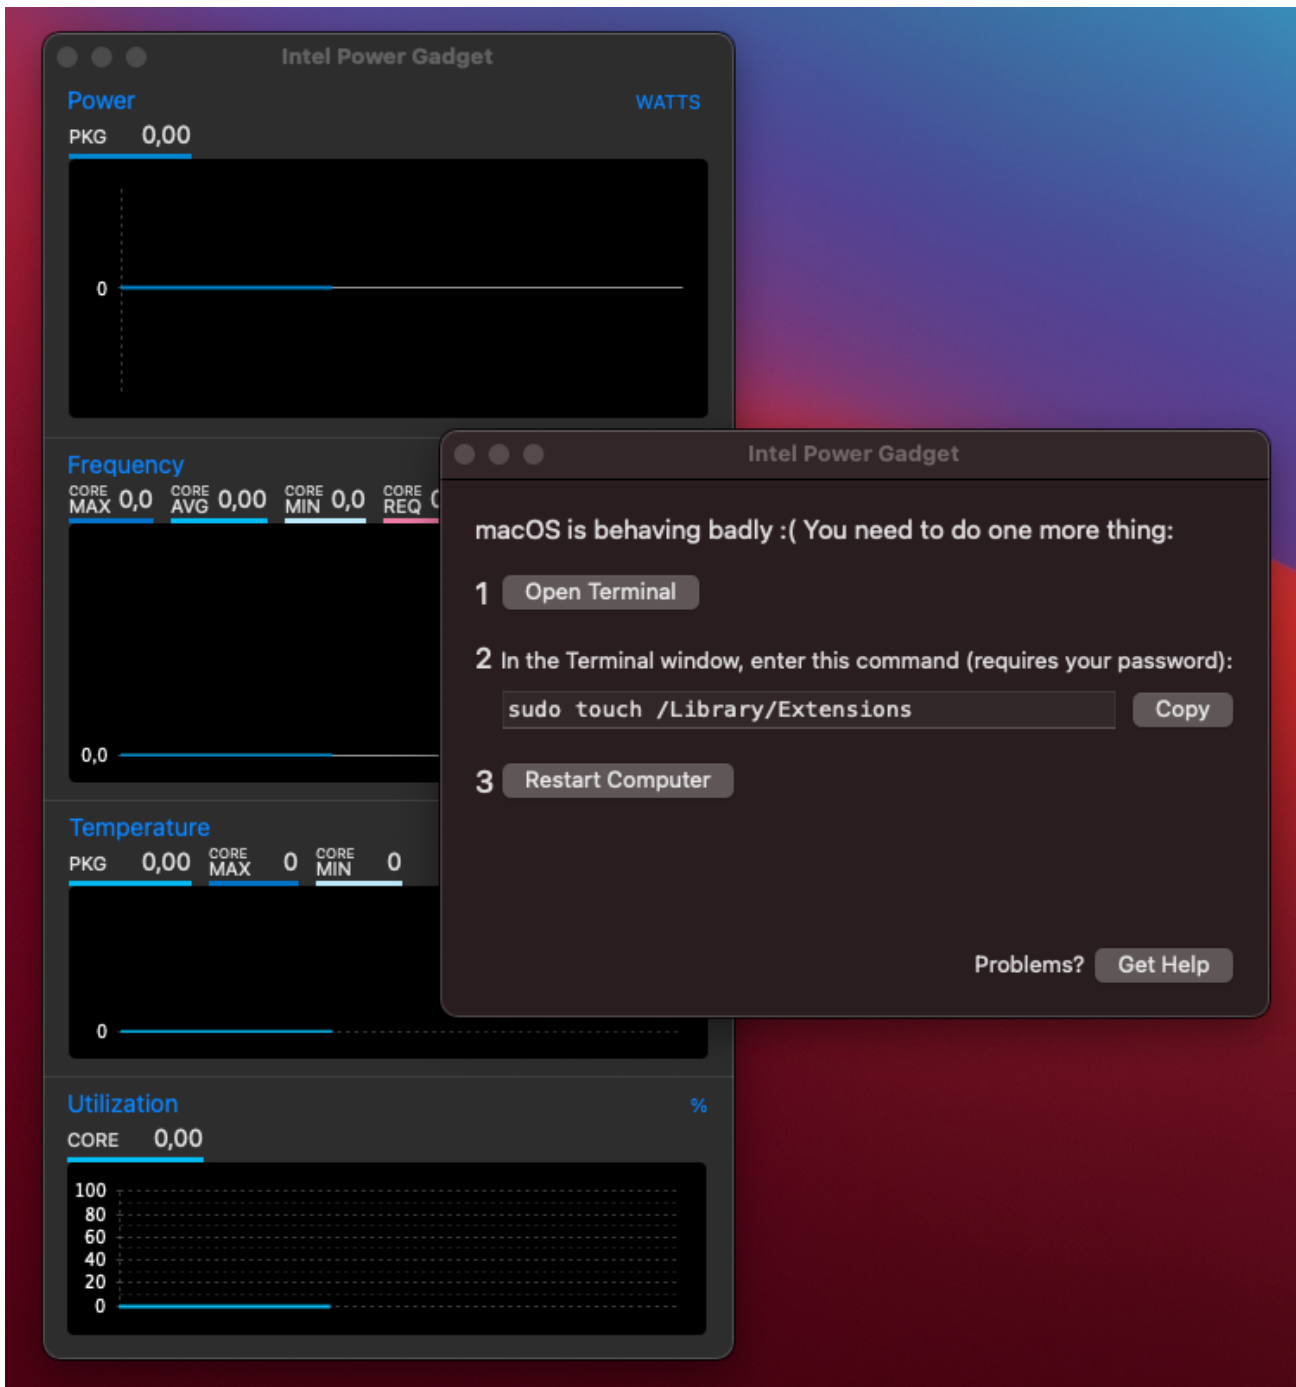 Intel Power Gadget
Power WATTS
PKG 0,00
0
Frequency
CORE MAX 0,0 CORE AVG 0,00 CORE MIN 0,0 CORE REQ
0,0
Temperature
PKG 0,00 CORE MAX 0 CORE MIN 0
0
Utilization %
CORE 0,00
100
80
60
40
20
0
Intel Power Gadget
macOS is behaving badly :( You need to do one more thing:
1 Open Terminal
2 In the Terminal window, enter this command (requires your password):
sudo touch /Library/Extensions Copy
3 Restart Computer
Problems? Get Help